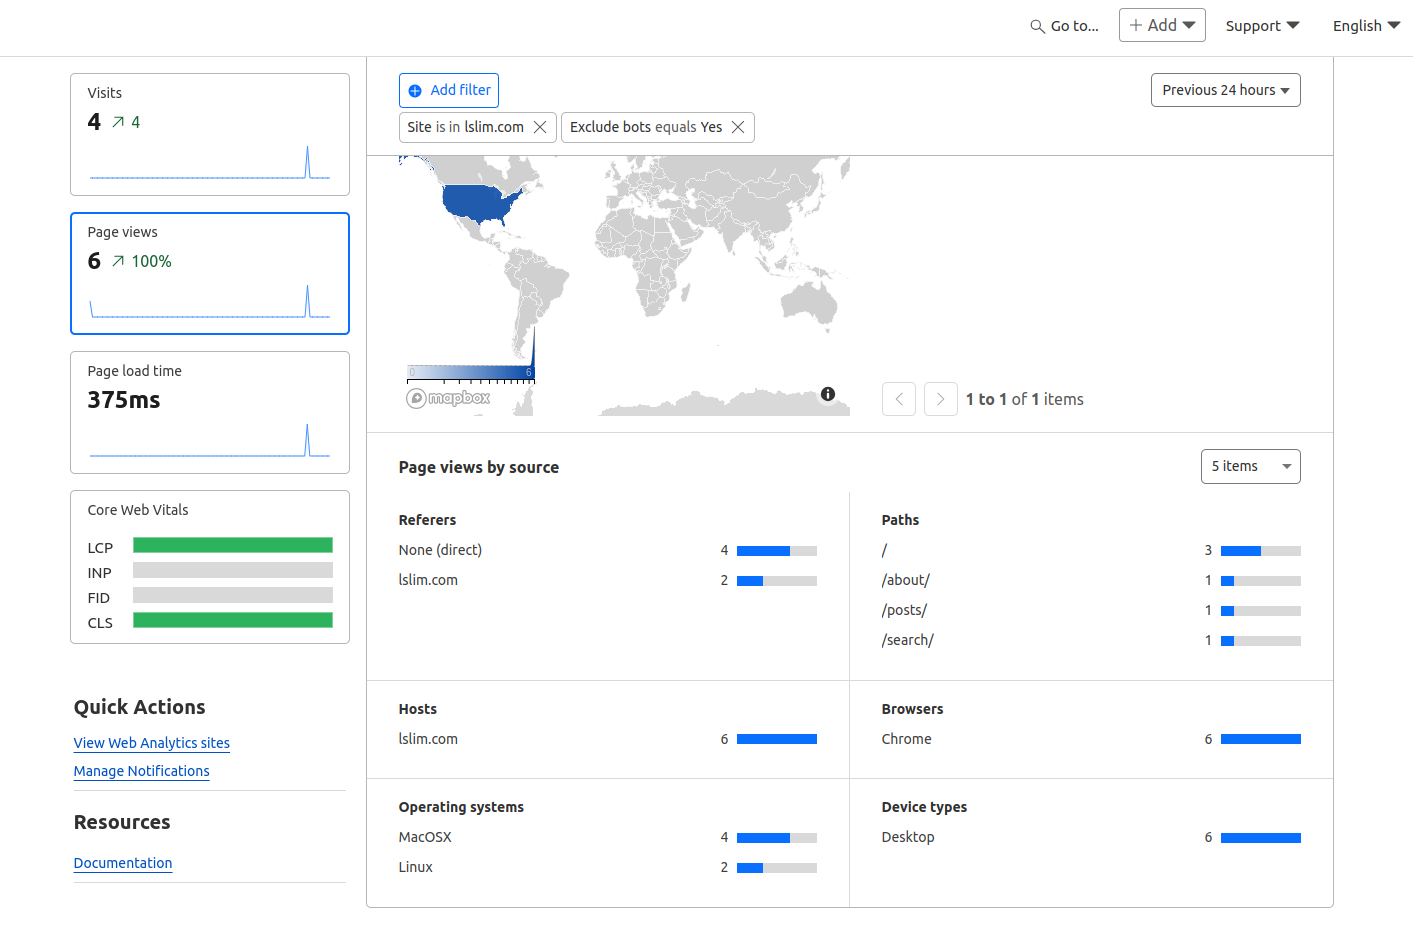 Go to...
Add
Support
English
Visits
4 4
Page views
6 100%
Page load time
375ms
Core Web Vitals
LCP
INP
FID
CLS
Quick Actions
View Web Analytics sites
Manage Notifications
Resources
Documentation
Add filter
Previous 24 hours
Site is in lslim.com
Exclude bots equals Yes
0 6
mapbox
1 to 1 of 1 items
Page views by source
5 items
Referers
None (direct) 4
lslim.com 2
Paths
/ 3
/about/ 1
/posts/ 1
/search/ 1
Hosts
lslim.com 6
Browsers
Chrome 6
Operating systems
MacOSX 4
Linux 2
Device types
Desktop 6